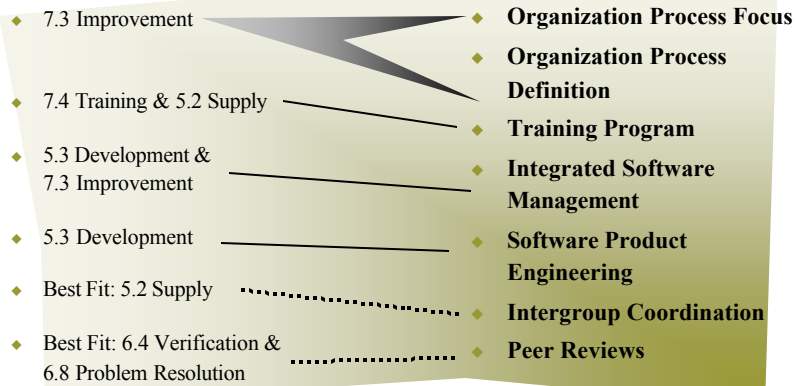 7.3 Improvement
7.4 Training & 5.2 Supply
5.3 Development &
7.3 Improvement
5.3 Development
Best Fit: 5.2 Supply
Best Fit: 6.4 Verification &
6.8 Problem Resolution
Organization Process Focus
Organization Process
Definition
Training Program
Integrated Software
Management
Software Product
Engineering
Intergroup Coordination
Peer Reviews